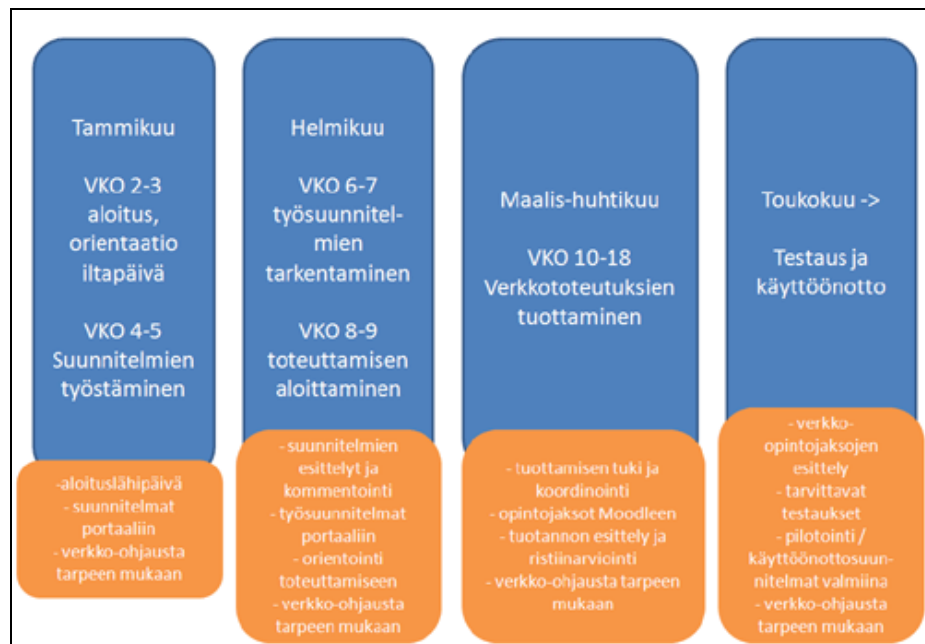 Tammikuu
VKO 2-3
aloitus,
orientaatio
iltapäivä
VKO 4-5
Suunnitelmien
työstäminen
-aloituslähipäivä
- suunnitelmat
portaaliin
- verkko-ohjausta
tarpeen mukaan
Helmikuu
VKO 6-7
työsuunnitel-
mien
tarkentaminen
VKO 8-9
toteuttamisen
aloittaminen
- suunnitelmien
esittelyt ja
kommentointi
- työsuunnitelmat
portaaliin
- orientointi
toteuttamiseen
- verkko-ohjausta
tarpeen mukaan
Maalis-huhtikuu
VKO 10-18
Verkkototeutuksien
tuottaminen
- tuottamisen tuki ja
koordinointi
- opintojaksot Moodleen
- tuotannon esittely ja
ristiinarviointi
- verkko-ohjausta tarpeen
mukaan
Toukokuu ->
Testaus ja
käyttöönotto
- verkko-
opintojaksojen
esittely
- tarvittavat
testaukset
- pilotointi /
käyttöönottosuun-
nitelmat valmiina
- verkko-ohjausta
tarpeen mukaan